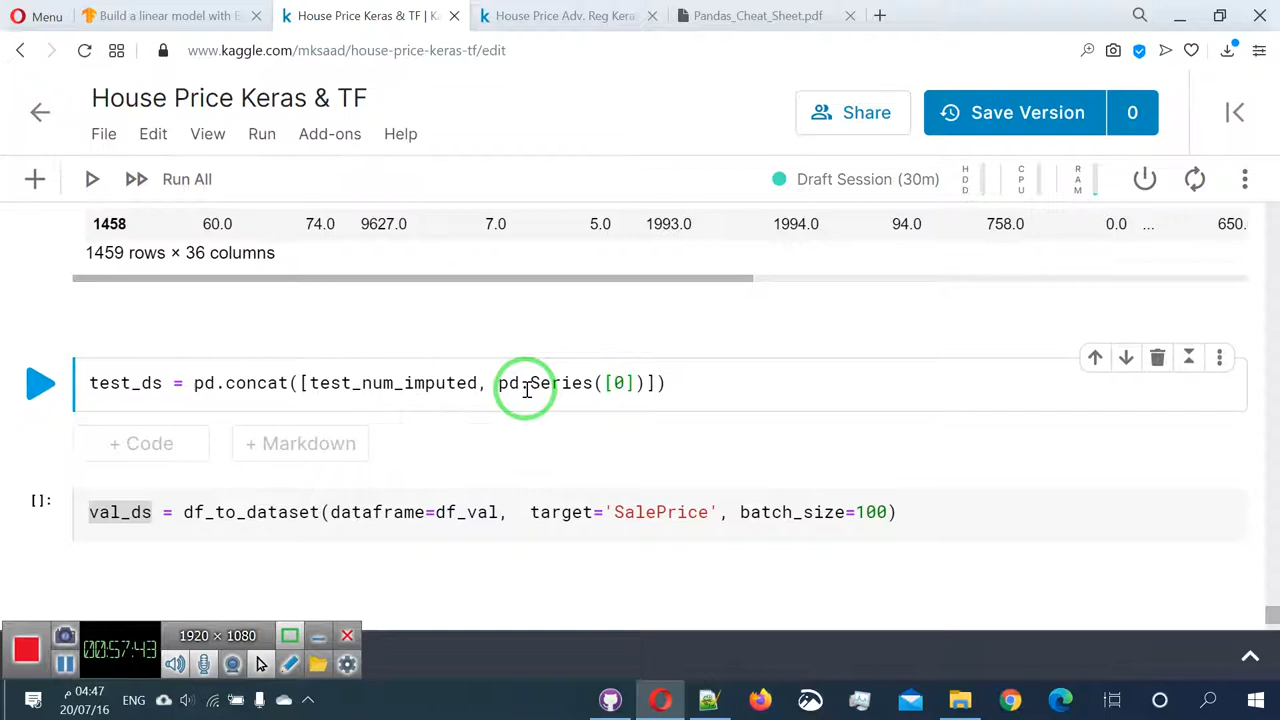 Menu
Build a linear model with E
House Price Keras & TF | Ka
House Price Adv. Reg Kera
Pandas_Cheat_Sheet.pdf
www.kaggle.com/mksaad/house-price-keras-tf/edit
House Price Keras & TF
Share
Save Version
0
File Edit View Run Add-ons Help
Run All
Draft Session (30m)
HDD
CPU
RAM
1458 60.0 74.0 9627.0 7.0 5.0 1993.0 1994.0 94.0 758.0 0.0 ... 650.
1459 rows × 36 columns
test_ds = pd.concat([test_num_imputed, pd.Series([0])])
+ Code
+ Markdown
[]:
val_ds = df_to_dataset(dataframe=df_val, target='SalePrice', batch_size=100)
1920 × 1080
00:57:43
04:47 م
ENG
20/07/16